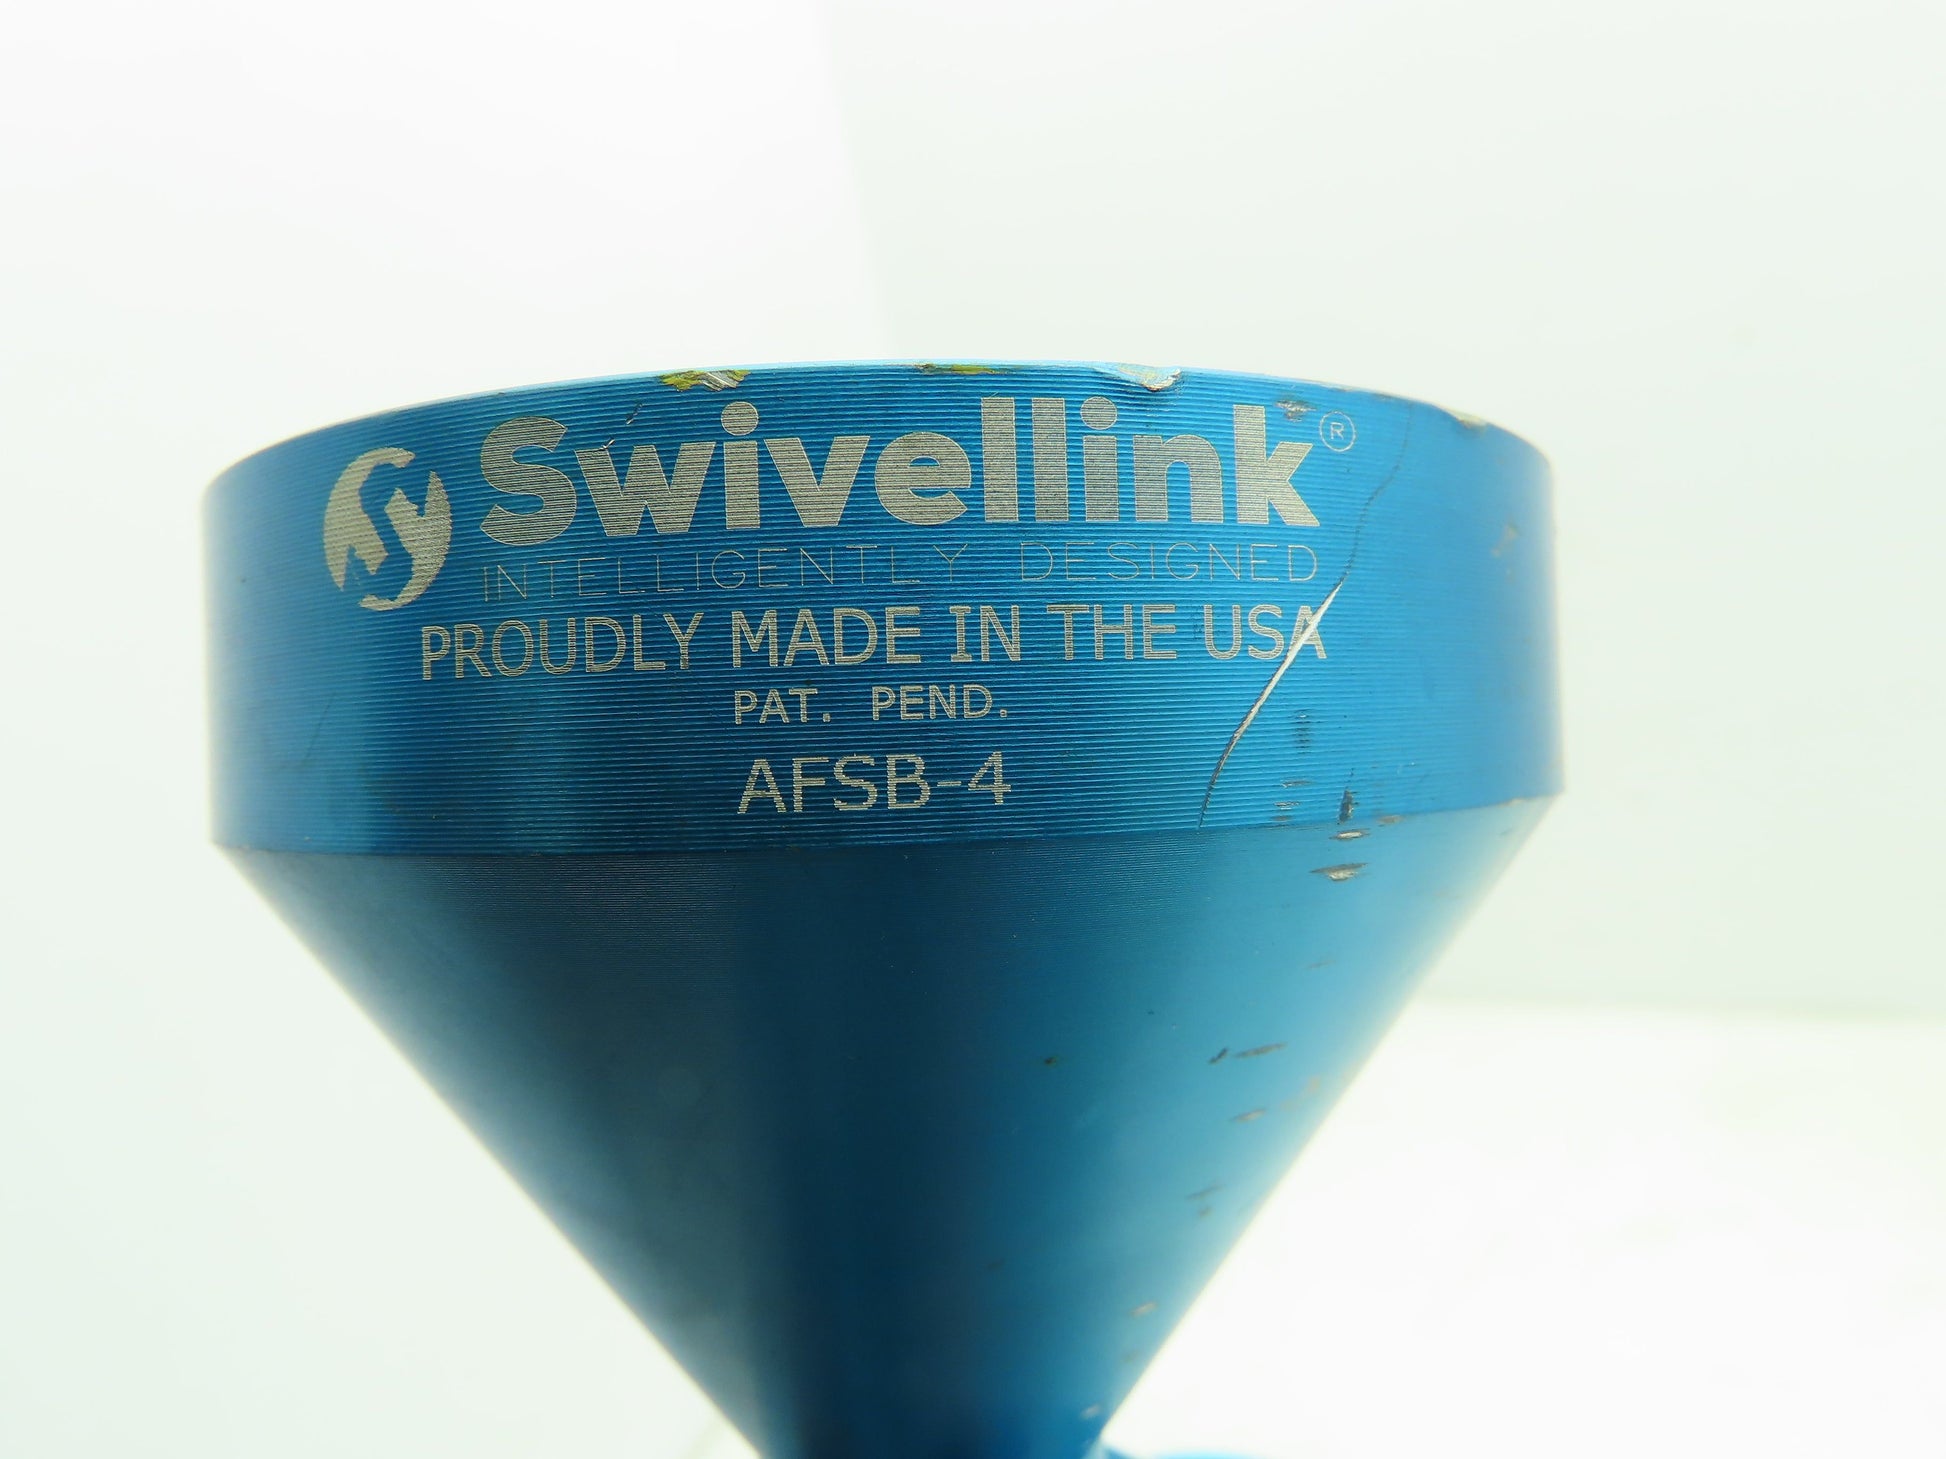 Swivellink®
INTELLIGENTLY DESIGNED
PROUDLY MADE IN THE USA
PAT. PEND.
AFSB-4